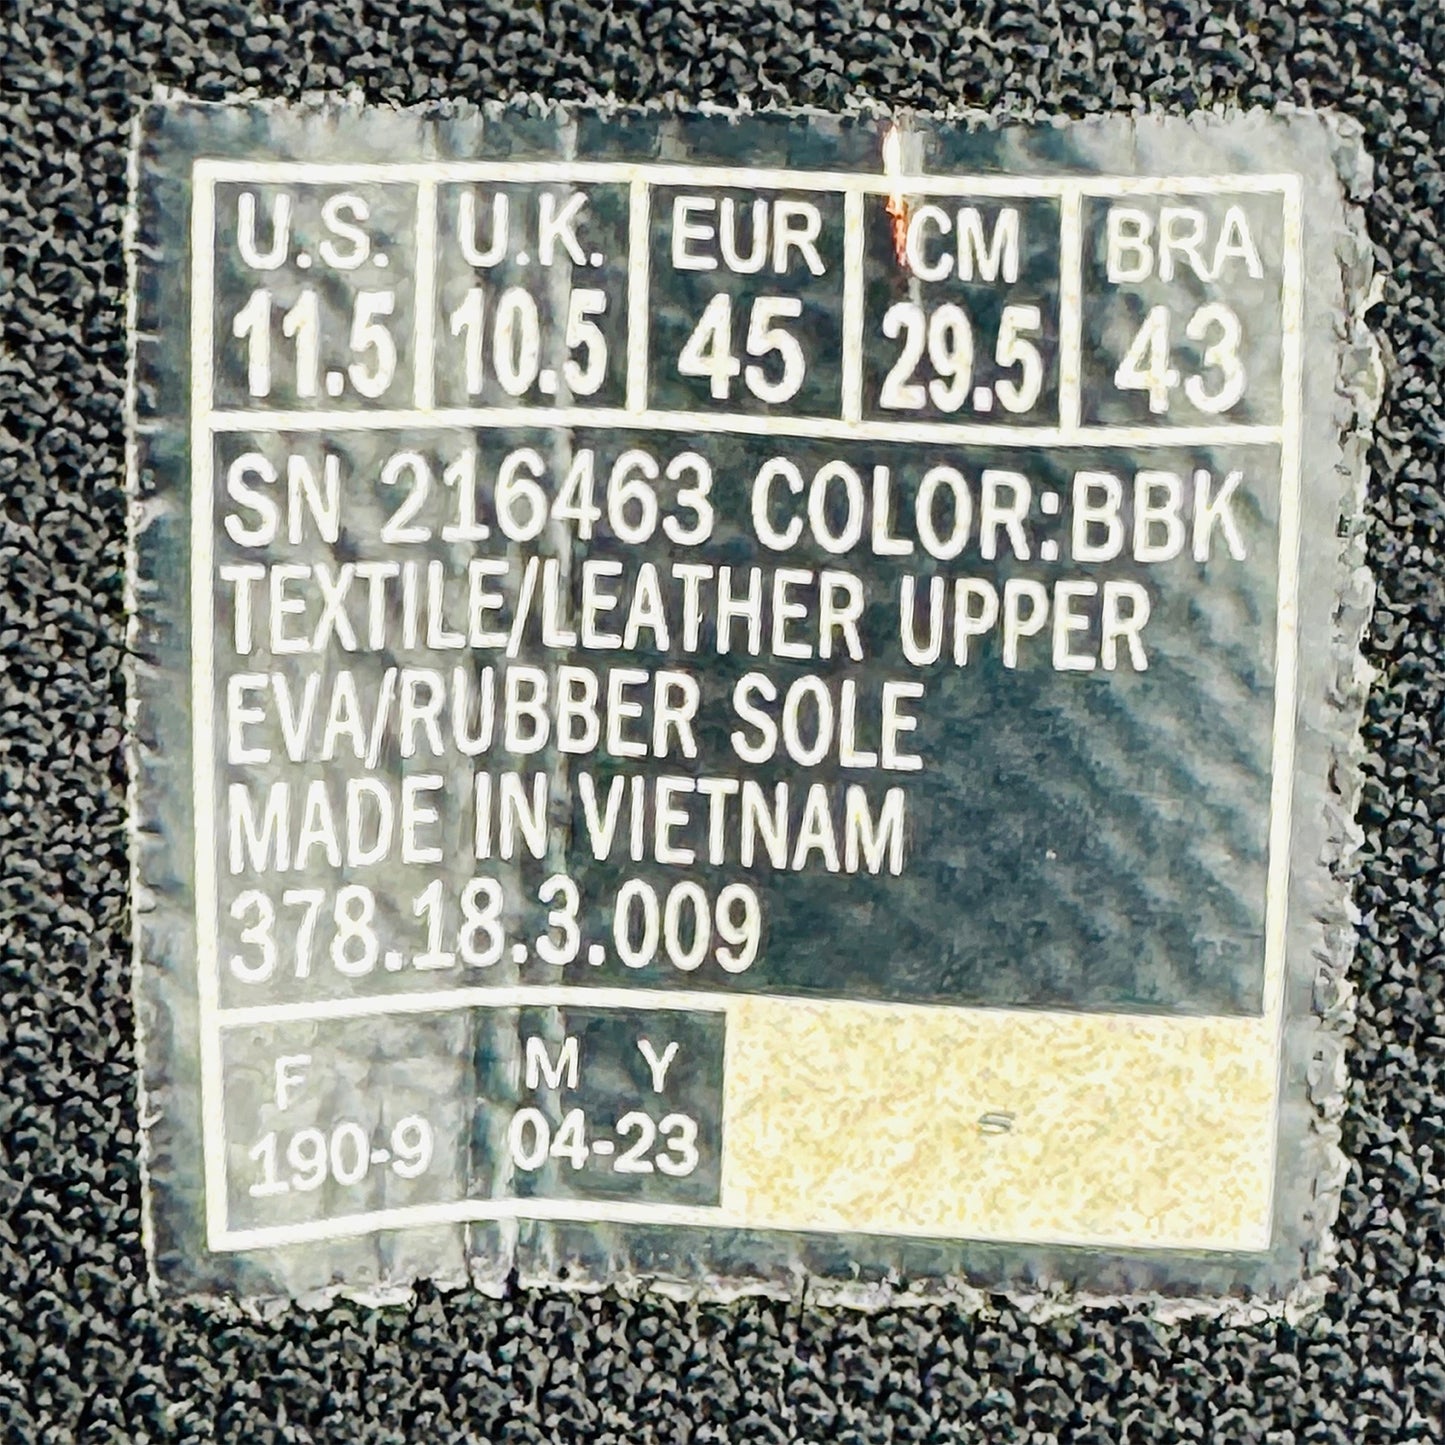 U.S. U.K. EUR CM BRA
11.5 10.5 45 29.5 43
SN 216463 COLOR:BBK
TEXTILE/LEATHER UPPER
EVA/RUBBER SOLE
MADE IN VIETNAM
378.18.3.009
F M Y
190-9 04-23
S